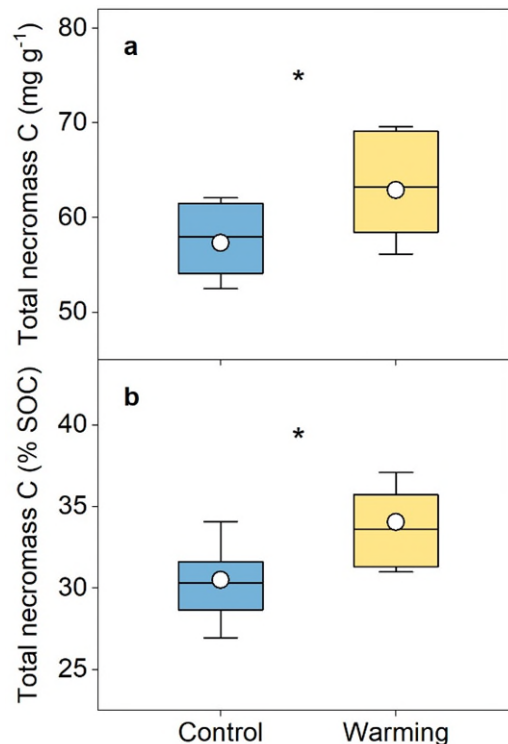 Total necromass C (mg g⁻¹)
80
70
60
50
a
*
Total necromass C (% SOC)
40
35
30
25
b
*
Control
Warming